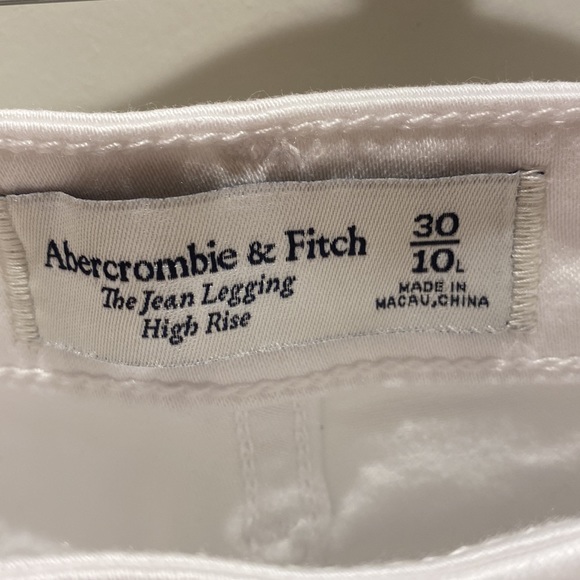 Abercrombie & Fitch
The Jean Legging
High Rise
30
10L
MADE IN
MACAU,CHINA